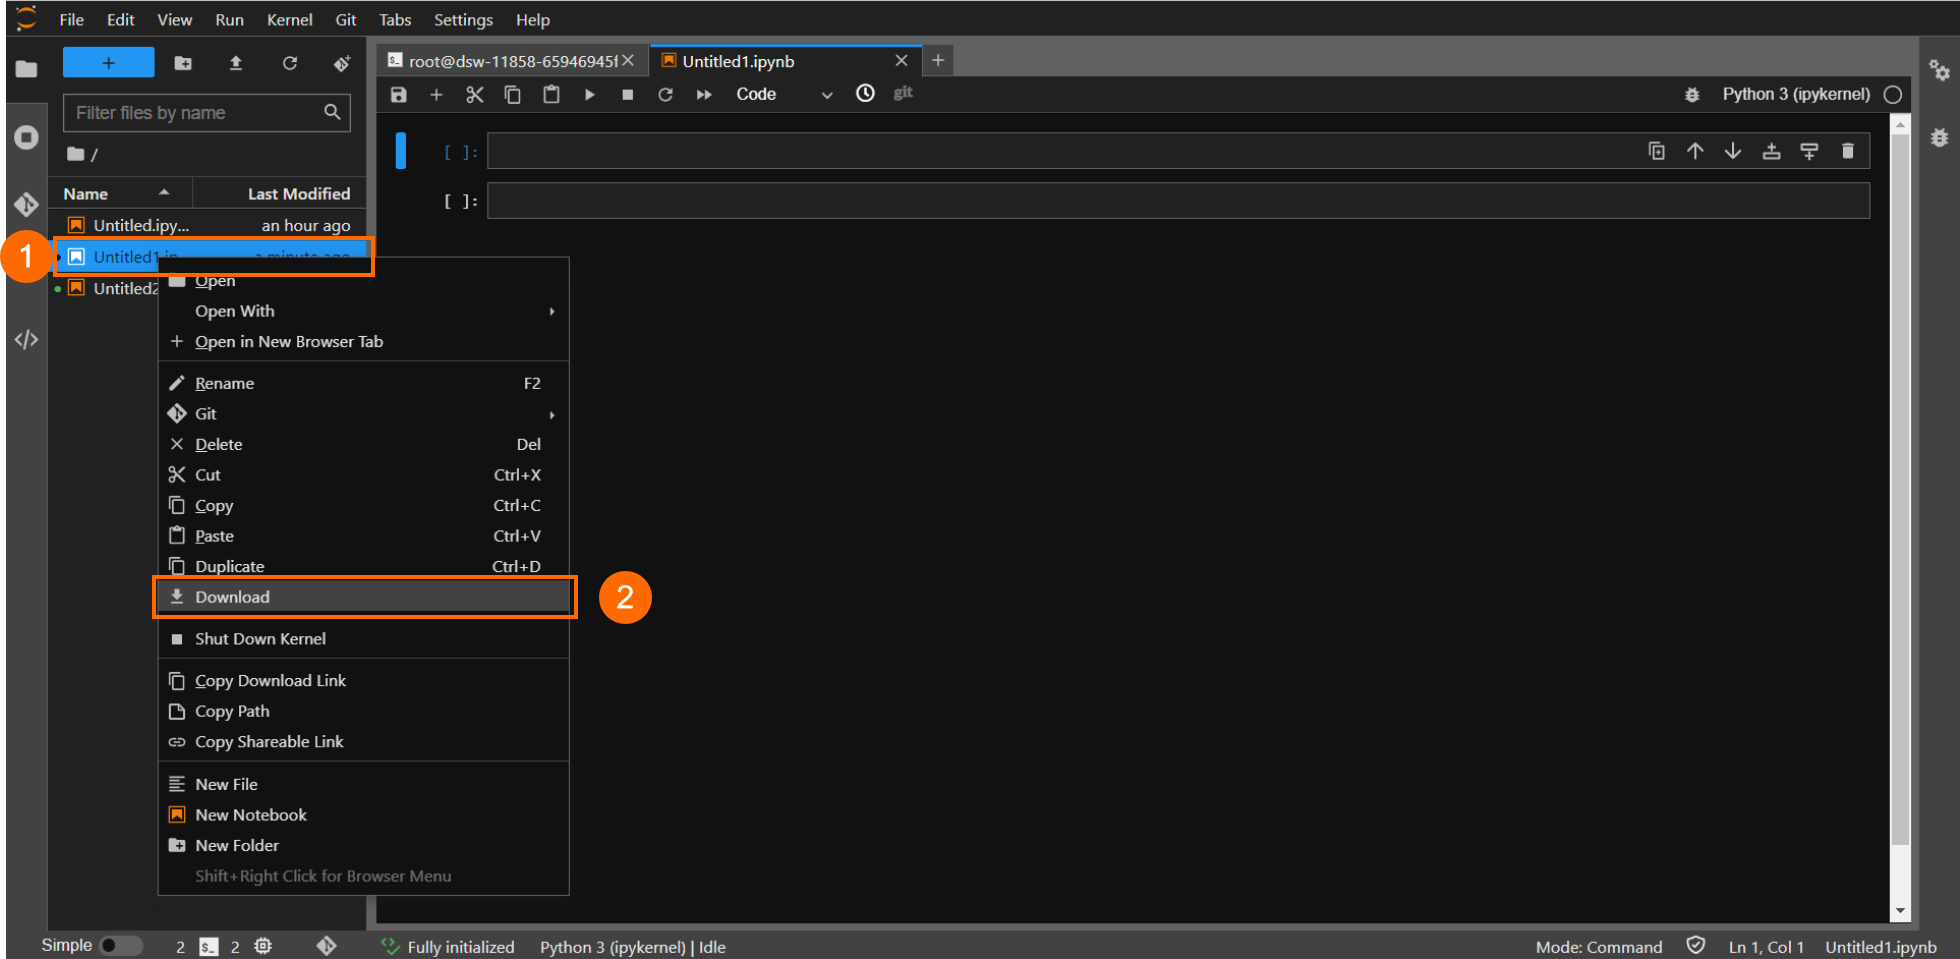 File Edit View Run Kernel Git Tabs Settings Help
root@dsw-11858-65946945f
Untitled1.ipynb
Code
git
Python 3 (ipykernel)
Filter files by name
/
Name Last Modified
Untitled.ipy... an hour ago
1
Untitled1.ip... a minute ago
Untitled2
[ ]:
[ ]:
Open
Open With
Open in New Browser Tab
Rename F2
Git
Delete Del
Cut Ctrl+X
Copy Ctrl+C
Paste Ctrl+V
Duplicate Ctrl+D
Download
2
Shut Down Kernel
Copy Download Link
Copy Path
Copy Shareable Link
New File
New Notebook
New Folder
Shift+Right Click for Browser Menu
Simple 2 $_ 2 Fully initialized Python 3 (ipykernel) | Idle Mode: Command Ln 1, Col 1 Untitled1.ipynb